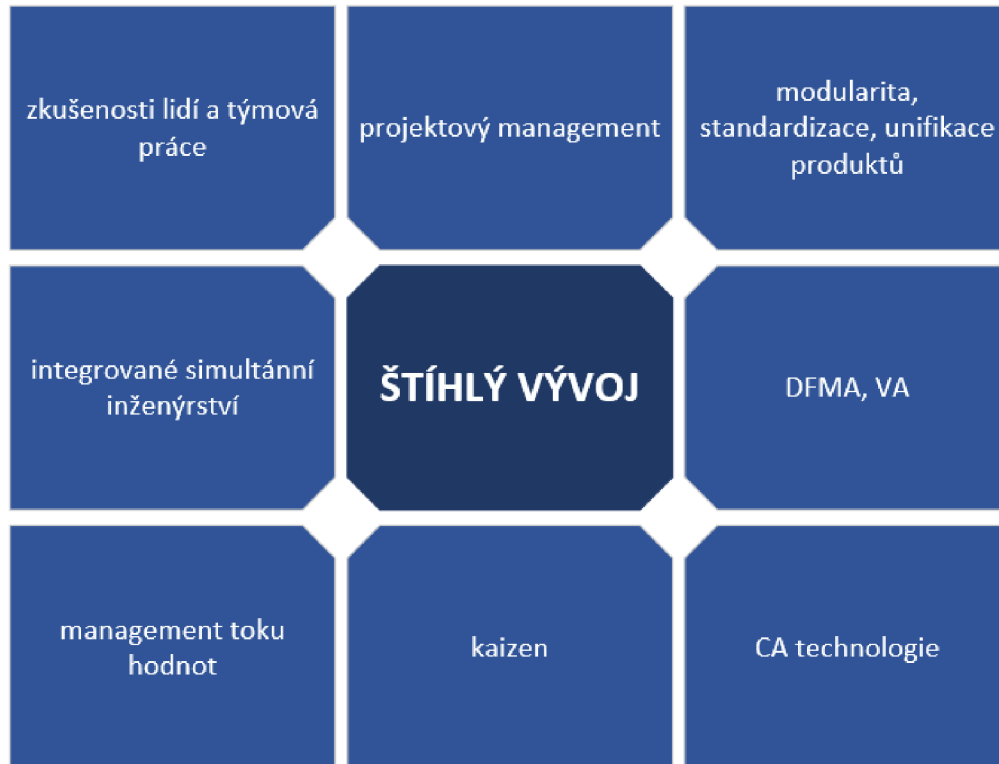 zkušenosti lidí a týmová
práce
projektový management
modularita,
standardizace, unifikace
produktů
integrované simultánní
inženýrství
ŠTÍHLÝ VÝVOJ
DFMA, VA
management toku
hodnot
kaizen
CA technologie